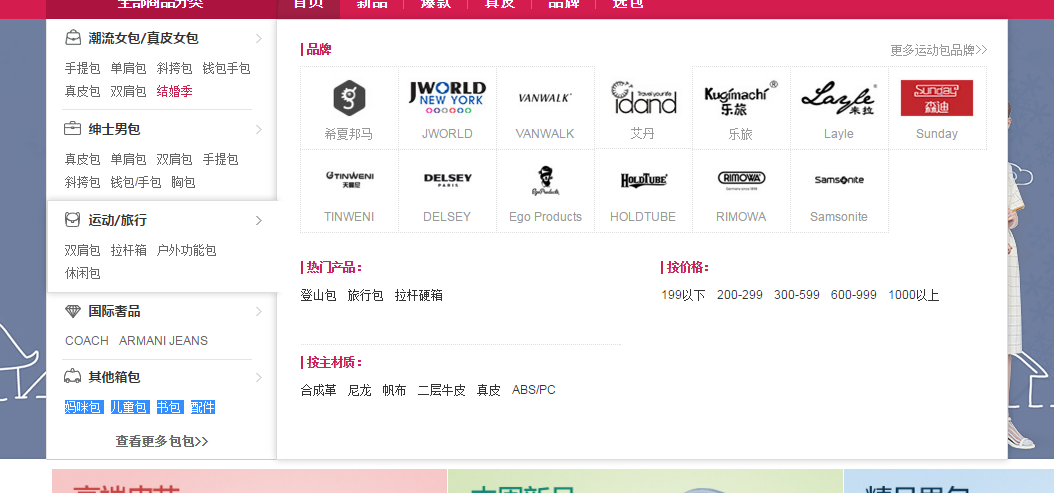 全部商品分类
首页 新品 爆款 真皮 品牌 选包
潮流女包/真皮女包
手提包 单肩包 斜挎包 钱包手包
真皮包 双肩包 结婚季
绅士男包
真皮包 单肩包 双肩包 手提包
斜挎包 钱包/手包 胸包
运动/旅行
双肩包 拉杆箱 户外功能包
休闲包
国际奢品
COACH ARMANI JEANS
其他箱包
妈咪包 儿童包 书包 配件
查看更多包包>>
品牌
更多运动包品牌>>
JWORLD
NEW YORK
VANWALK
Travel your life
idand
艾丹
Kugimachi
乐旅
Layle
来拉
Sunday
森迪
希夏邦马 JWORLD VANWALK 艾丹 乐旅 Layle Sunday
TINWENI
天薇尼
DELSEY
PARIS
EgoProducts
HOLDTUBE
RIMOWA
Germany since 1898
Samsonite
TINWENI DELSEY Ego Products HOLDTUBE RIMOWA Samsonite
热门产品：
登山包 旅行包 拉杆硬箱
按价格：
199以下 200-299 300-599 600-999 1000以上
按主材质：
合成革 尼龙 帆布 二层牛皮 真皮 ABS/PC